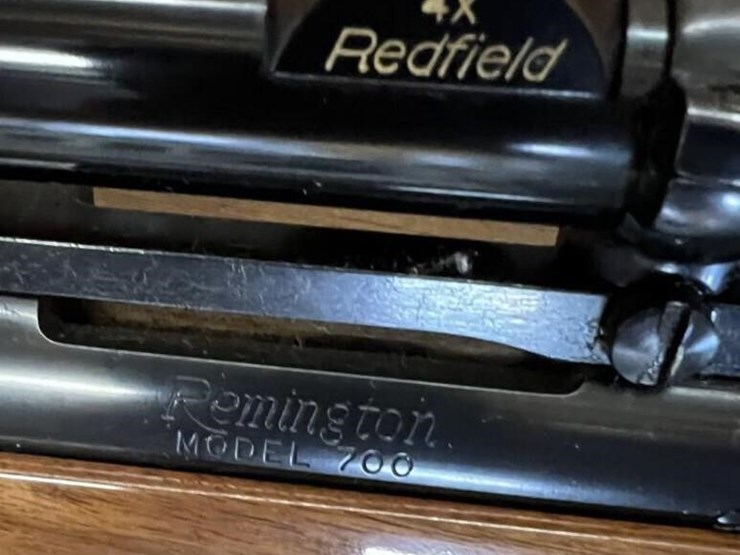 4X
Redfield
Remington
MODEL 700